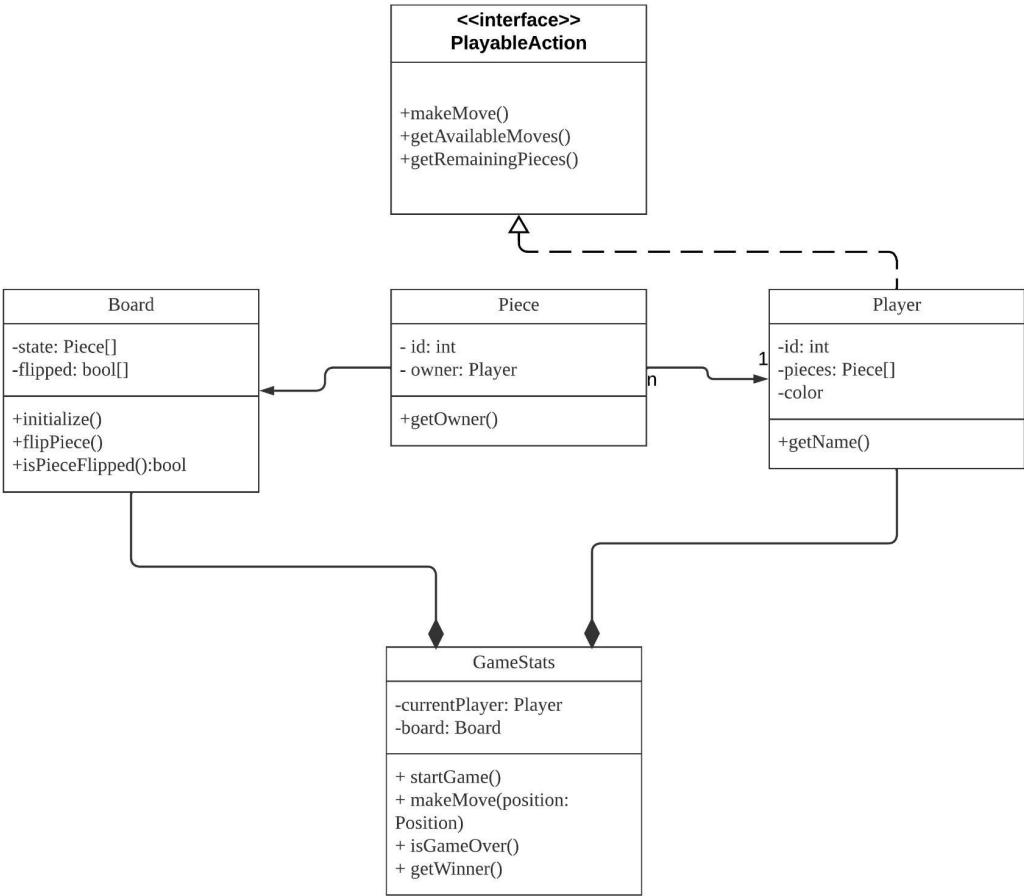 <<interface>>
PlayableAction
+makeMove()
+getAvailableMoves()
+getRemainingPieces()
Board
-state: Piece[]
-flipped: bool[]
+initialize()
+flipPiece()
+isPieceFlipped():bool
Piece
- id: int
- owner: Player
+getOwner()
n
1
Player
-id: int
-pieces: Piece[]
-color
+getName()
GameStats
-currentPlayer: Player
-board: Board
+ startGame()
+ makeMove(position:
Position)
+ isGameOver()
+ getWinner()